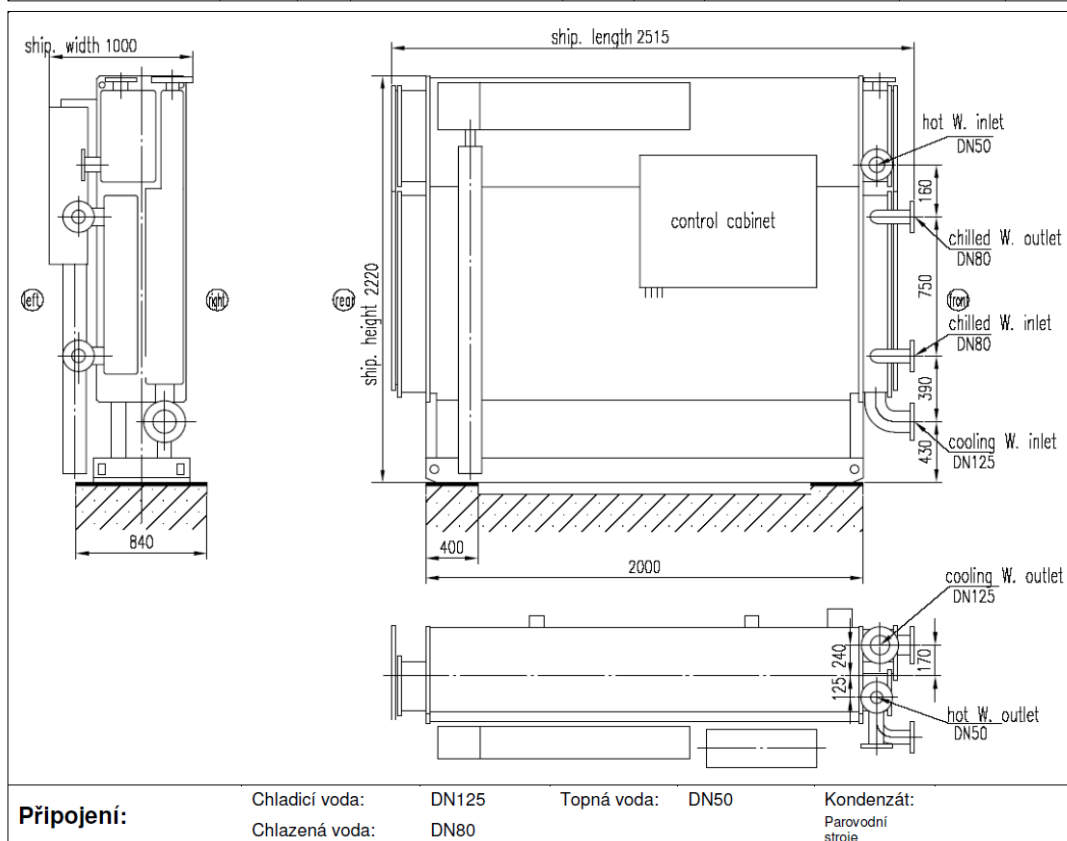 ship. width 1000
ship. length 2515
hot W. inlet
DN50
160
control cabinet
chilled W. outlet
DN80
left
right
rear
ship. height 2220
750
front
chilled W. inlet
DN80
390
cooling W. inlet
DN125
430
840
400
2000
cooling W. outlet
DN125
240
170
125
hot W. outlet
DN50
Připojení:
Chladicí voda: DN125 Topná voda: DN50 Kondenzát:
Chlazená voda: DN80 Parovodní
stroje